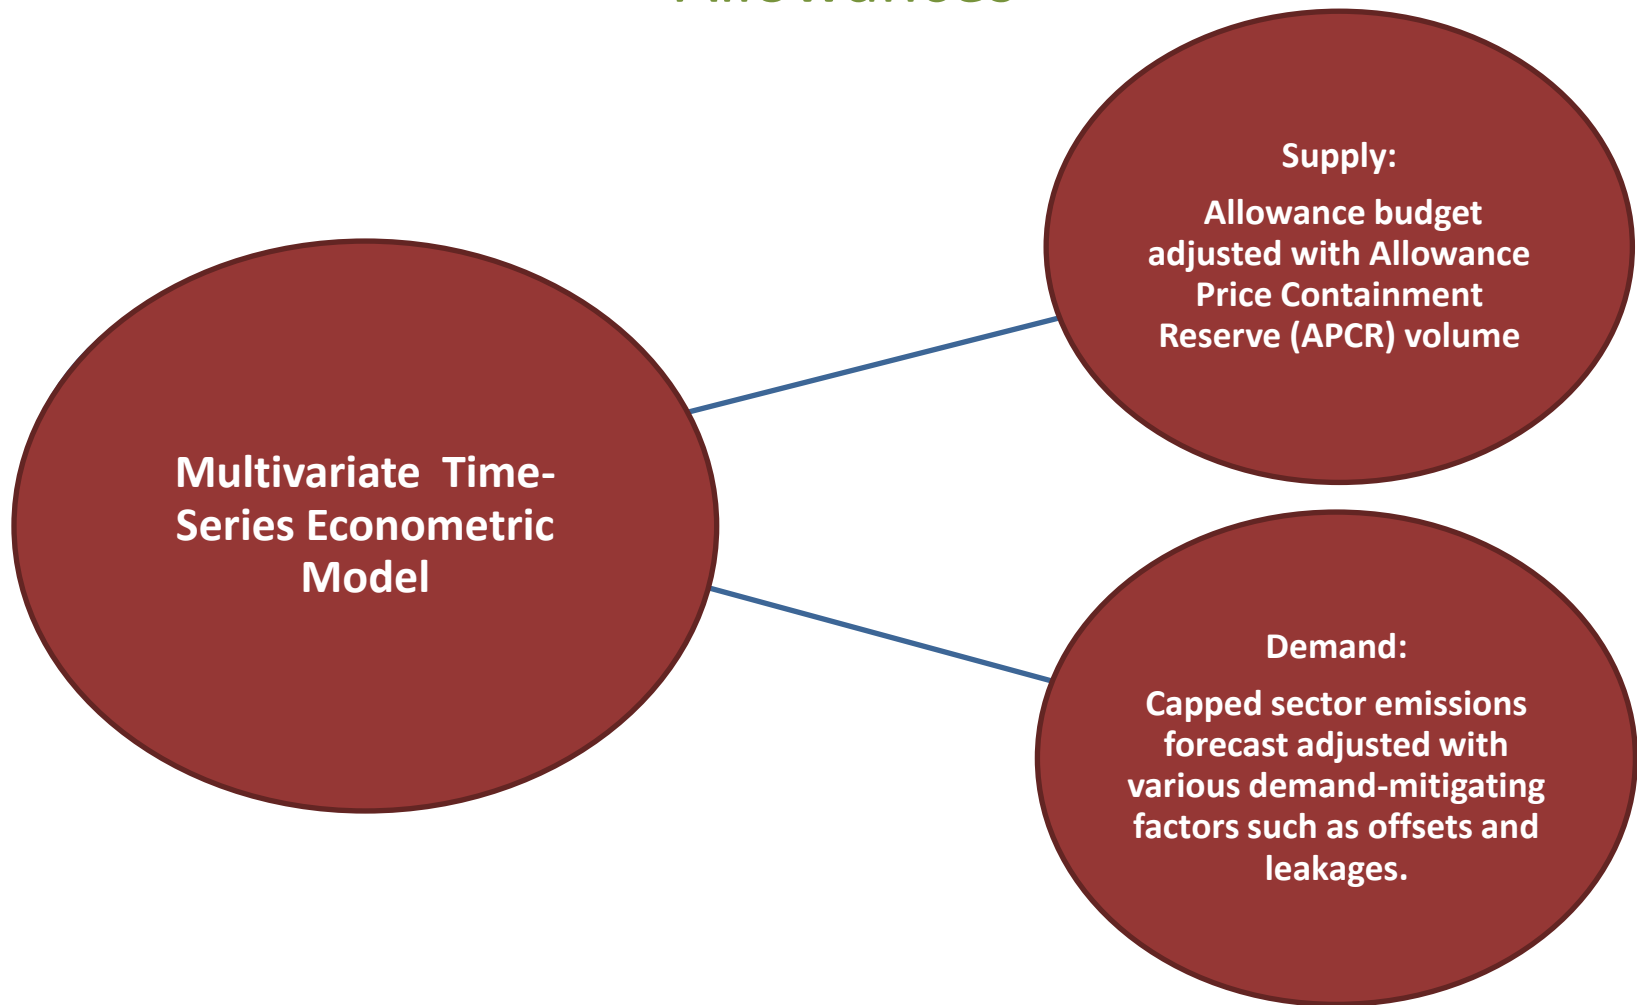 Allowances
Multivariate  Time-
Series Econometric
Model
Supply:
Allowance budget
adjusted with Allowance
Price Containment
Reserve (APCR) volume
Demand:
Capped sector emissions
forecast adjusted with
various demand-mitigating
factors such as offsets and
leakages.